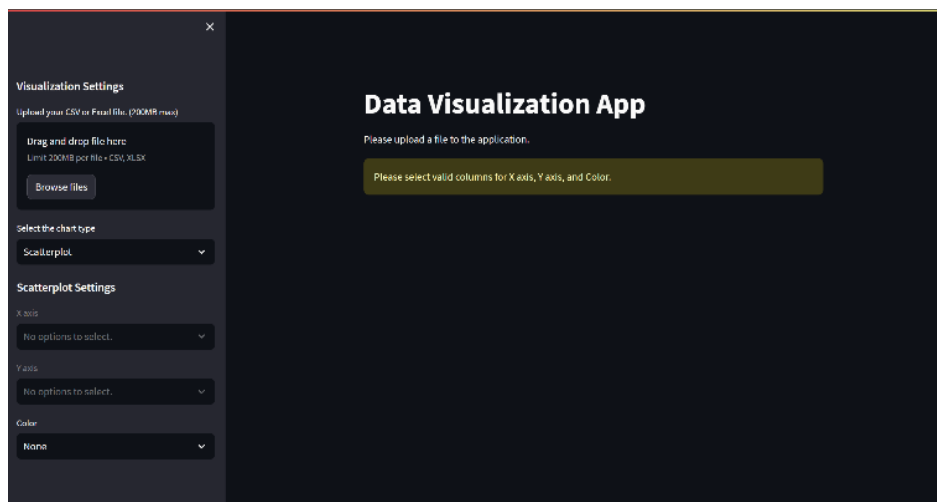 Visualization Settings
Upload your CSV or Excel file. (200MB max)
Drag and drop file here
Limit 200MB per file • CSV, XLSX
Browse files
Select the chart type
Scatterplot
Scatterplot Settings
X axis
No options to select.
Y axis
No options to select.
Color
None
Data Visualization App
Please upload a file to the application.
Please select valid columns for X axis, Y axis, and Color.